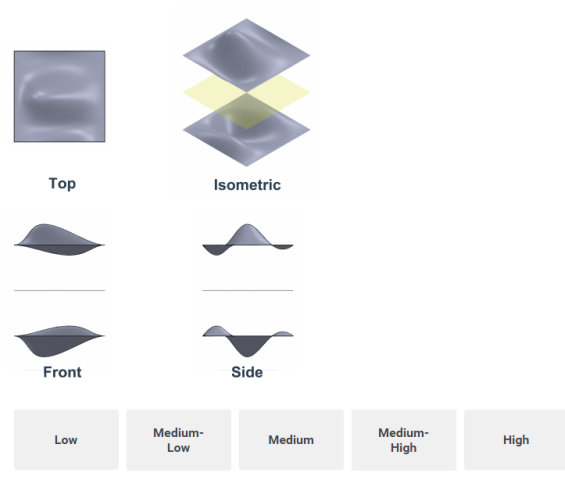 Top
Isometric
Front
Side
Low
Medium-
Low
Medium
Medium-
High
High